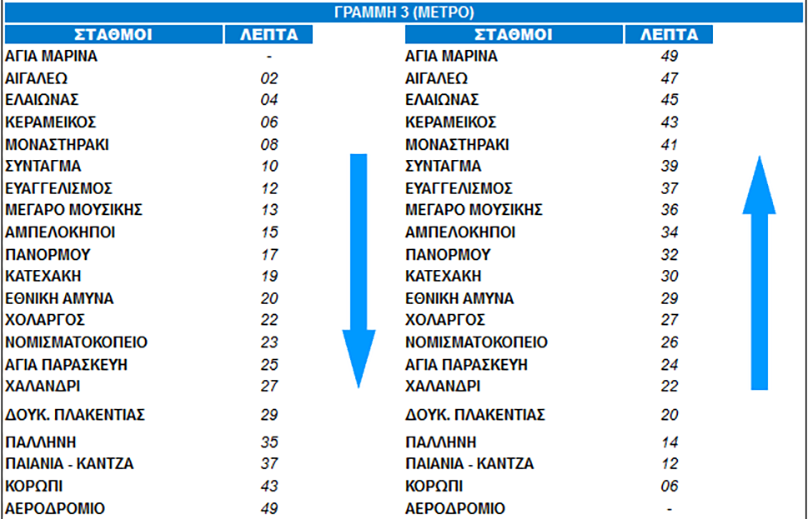 ΓΡΑΜΜΗ 3 (ΜΕΤΡΟ)
ΣΤΑΘΜΟΙ ΛΕΠΤΑ ΣΤΑΘΜΟΙ ΛΕΠΤΑ
ΑΓΙΑ ΜΑΡΙΝΑ - ΑΓΙΑ ΜΑΡΙΝΑ 49
ΑΙΓΑΛΕΩ 02 ΑΙΓΑΛΕΩ 47
ΕΛΑΙΩΝΑΣ 04 ΕΛΑΙΩΝΑΣ 45
ΚΕΡΑΜΕΙΚΟΣ 06 ΚΕΡΑΜΕΙΚΟΣ 43
ΜΟΝΑΣΤΗΡΑΚΙ 08 ΜΟΝΑΣΤΗΡΑΚΙ 41
ΣΥΝΤΑΓΜΑ 10 ΣΥΝΤΑΓΜΑ 39
ΕΥΑΓΓΕΛΙΣΜΟΣ 12 ΕΥΑΓΓΕΛΙΣΜΟΣ 37
ΜΕΓΑΡΟ ΜΟΥΣΙΚΗΣ 13 ΜΕΓΑΡΟ ΜΟΥΣΙΚΗΣ 36
ΑΜΠΕΛΟΚΗΠΟΙ 15 ΑΜΠΕΛΟΚΗΠΟΙ 34
ΠΑΝΟΡΜΟΥ 17 ΠΑΝΟΡΜΟΥ 32
ΚΑΤΕΧΑΚΗ 19 ΚΑΤΕΧΑΚΗ 30
ΕΘΝΙΚΗ ΑΜΥΝΑ 20 ΕΘΝΙΚΗ ΑΜΥΝΑ 29
ΧΟΛΑΡΓΟΣ 22 ΧΟΛΑΡΓΟΣ 27
ΝΟΜΙΣΜΑΤΟΚΟΠΕΙΟ 23 ΝΟΜΙΣΜΑΤΟΚΟΠΕΙΟ 26
ΑΓΙΑ ΠΑΡΑΣΚΕΥΗ 25 ΑΓΙΑ ΠΑΡΑΣΚΕΥΗ 24
ΧΑΛΑΝΔΡΙ 27 ΧΑΛΑΝΔΡΙ 22
ΔΟΥΚ. ΠΛΑΚΕΝΤΙΑΣ 29 ΔΟΥΚ. ΠΛΑΚΕΝΤΙΑΣ 20
ΠΑΛΛΗΝΗ 35 ΠΑΛΛΗΝΗ 14
ΠΑΙΑΝΙΑ - ΚΑΝΤΖΑ 37 ΠΑΙΑΝΙΑ - ΚΑΝΤΖΑ 12
ΚΟΡΩΠΙ 43 ΚΟΡΩΠΙ 06
ΑΕΡΟΔΡΟΜΙΟ 49 ΑΕΡΟΔΡΟΜΙΟ -